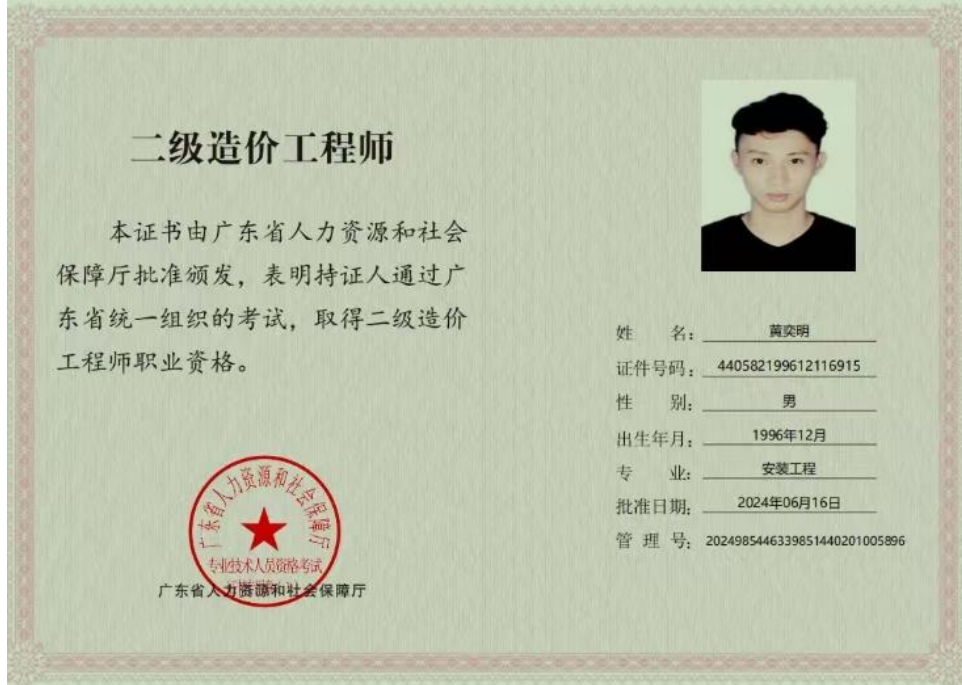 二级造价工程师
本证书由广东省人力资源和社会
保障厅批准颁发，表明持证人通过广
东省统一组织的考试，取得二级造价
工程师职业资格。
广东省人力资源和社会保障厅
专业技术人员资格考试
广东省人力资源和社会保障厅
姓 名：黄奕明
证件号码：440582199612116915
性 别：男
出生年月：1996年12月
专 业：安装工程
批准日期：2024年06月16日
管 理 号：2024985446339851440201005896